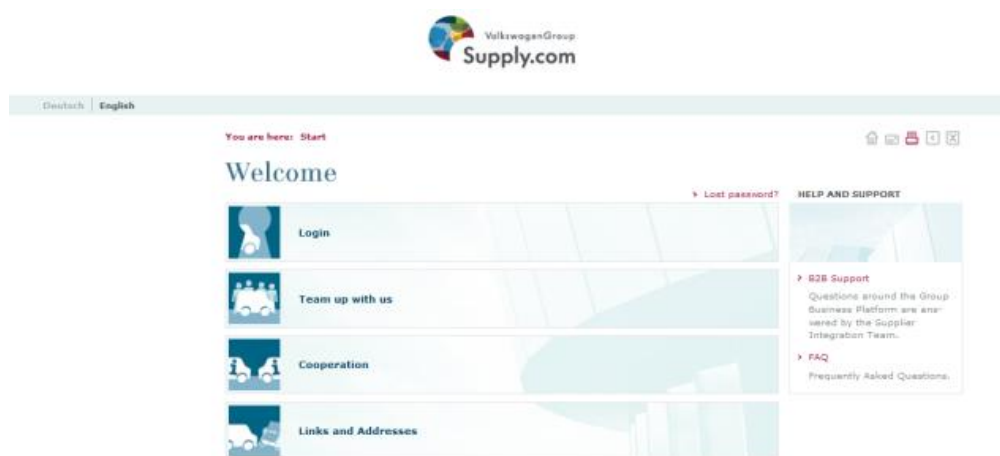 VolkswagenGroup
Supply.com
Deutsch English
You are here: Start
Welcome
Lost password?
HELP AND SUPPORT
Login
Team up with us
Cooperation
Links and Addresses
B2B Support
Questions around the Group
Business Platform are ans-
wered by the Supplier
Integration Team.
FAQ
Frequently Asked Questions.